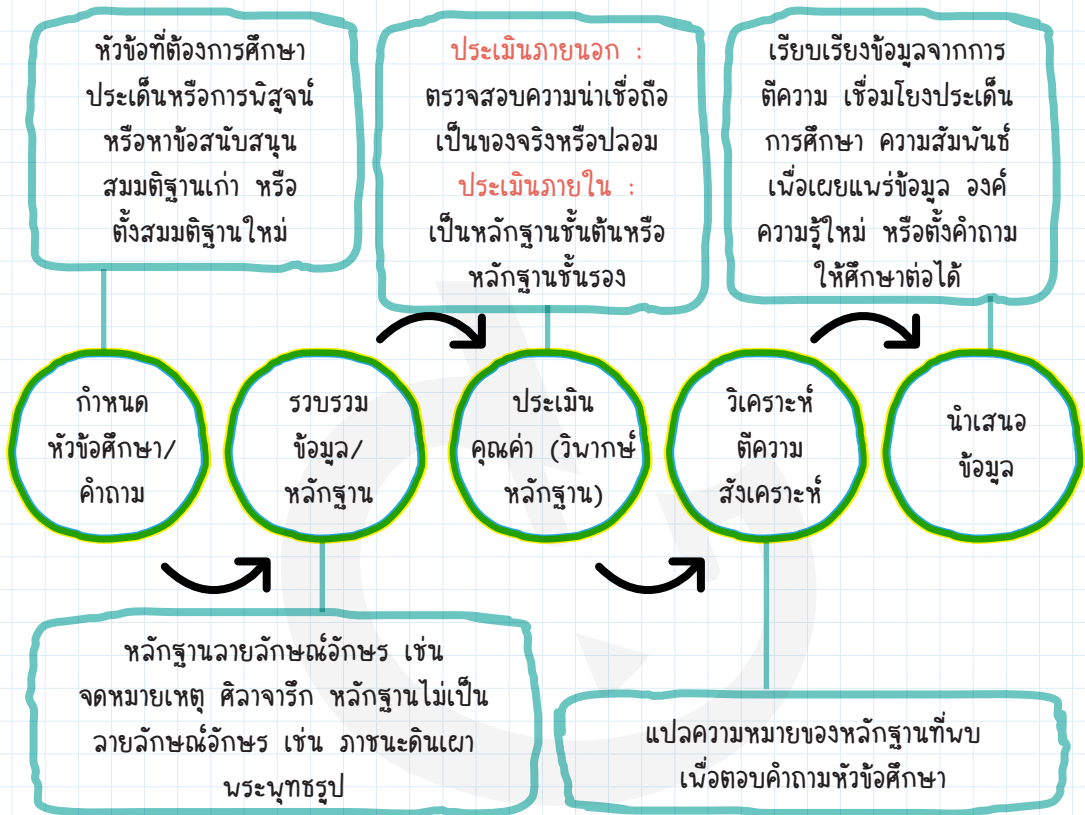 หัวข้อที่ต้องการศึกษา
ประเด็นหรือการพิสูจน์
หรือหาข้อสนับสนุน
สมมติฐานเก่า หรือ
ตั้งสมมติฐานใหม่
ประเมินภายนอก :
ตรวจสอบความน่าเชื่อถือ
เป็นของจริงหรือปลอม
ประเมินภายใน :
เป็นหลักฐานชั้นต้นหรือ
หลักฐานชั้นรอง
เรียบเรียงข้อมูลจากการ
ตีความ เชื่อมโยงประเด็น
การศึกษา ความสัมพันธ์
เพื่อเผยแพร่ข้อมูล องค์
ความรู้ใหม่ หรือตั้งคำถาม
ให้ศึกษาต่อได้
กำหนด
หัวข้อศึกษา/
คำถาม
รวบรวม
ข้อมูล/
หลักฐาน
ประเมิน
คุณค่า (วิพากษ์
หลักฐาน)
วิเคราะห์
ตีความ
สังเคราะห์
นำเสนอ
ข้อมูล
หลักฐานลายลักษณ์อักษร เช่น
จดหมายเหตุ ศิลาจารึก หลักฐานไม่เป็น
ลายลักษณ์อักษร เช่น ภาชนะดินเผา
พระพุทธรูป
แปลความหมายของหลักฐานที่พบ
เพื่อตอบคำถามหัวข้อศึกษา